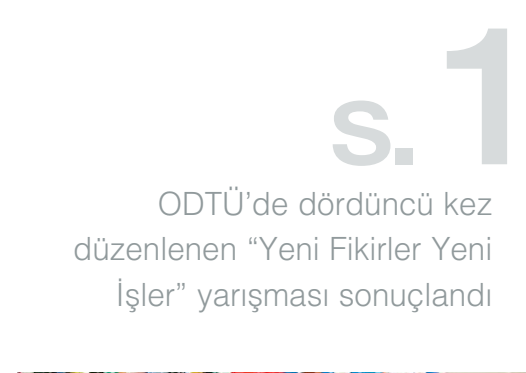 s.1
ODTÜ’de dördüncü kez
düzenlenen “Yeni Fikirler Yeni
İşler” yarışması sonuçlandı